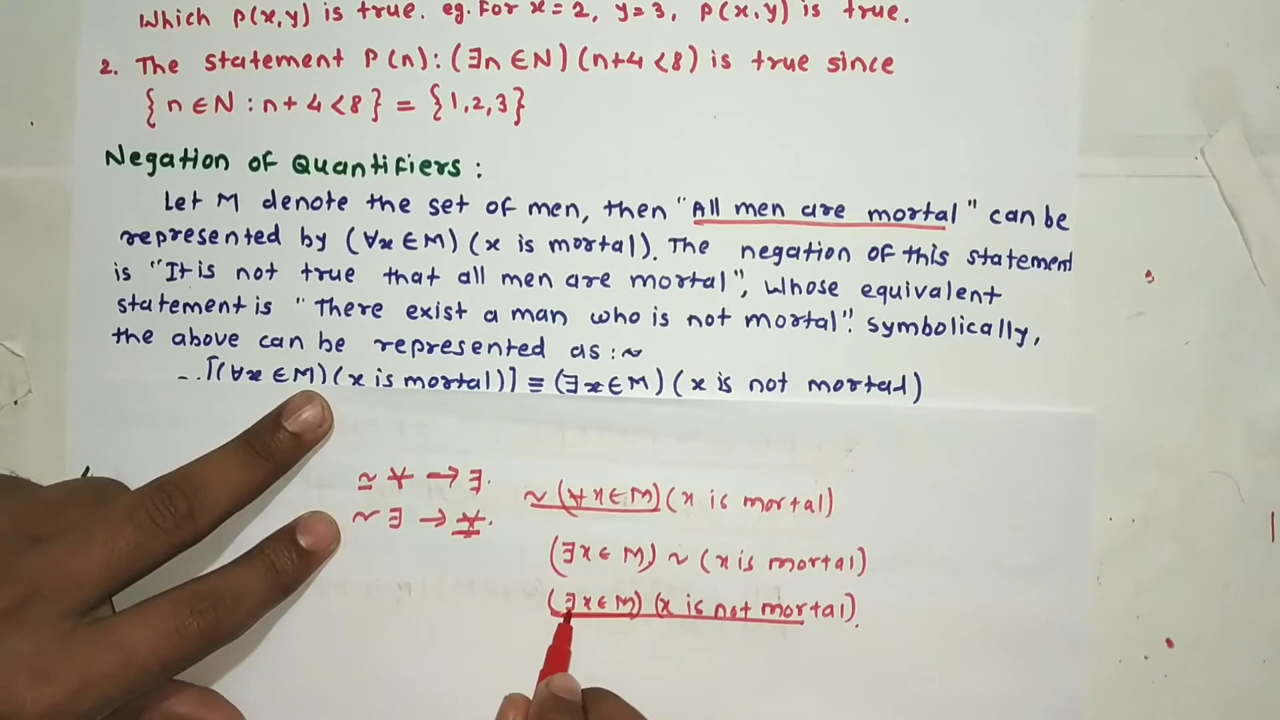 Which P(x,y) is true. eg. For x=2, y=3, P(x,y) is true.
2. The statement P(n): (∃n∈N)(n+4<8) is true since
{n∈N : n+4<8} = {1,2,3}
Negation of Quantifiers :
Let M denote the set of men, then "All men are mortal" can be
represented by (∀x∈M)(x is mortal). The negation of this statement
is "It is not true that all men are mortal", whose equivalent
statement is "There exist a man who is not mortal". Symbolically,
the above can be represented as: ~
[(∀x∈M)(x is mortal)] ≡ (∃x∈M)(x is not mortal)
≃ ∀ → ∃.
~ ∃ → ∀.
~(∀x∈M)(x is mortal)
(∃x∈M) ~ (x is mortal)
(∃x∈M)(x is not mortal).